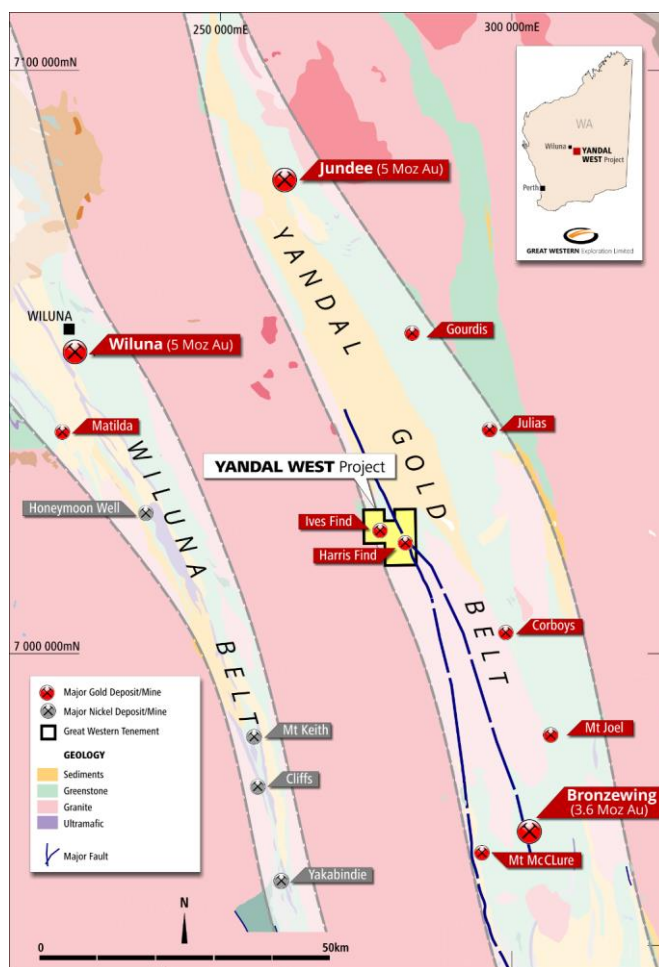 250 000mE
300 000mE
7100 000mN
WA
Wiluna
YANDAL
WEST Project
Perth
GREAT WESTERN Exploration Limited
Jundee (5 Moz Au)
YANDAL
GOLD
BELT
WILUNA
Wiluna (5 Moz Au)
Gourdis
Matilda
Julias
WILUNA
BELT
YANDAL WEST Project
Honeymoon Well
Ives Find
Harris Find
Corboys
7 000 000mN
Major Gold Deposit/Mine
Major Nickel Deposit/Mine
Great Western Tenement
GEOLOGY
Sediments
Greenstone
Granite
Ultramafic
Major Fault
Mt Keith
Cliffs
Mt Joel
Bronzewing
(3.6 Moz Au)
Mt McCLure
Yakabindie
N
0
50km